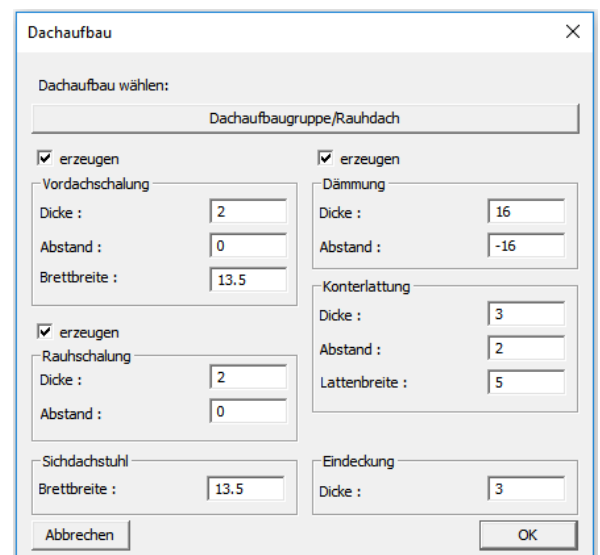 Dachaufbau
Dachaufbau wählen:
Dachaufbaugruppe/Rauhdach
erzeugen
Vordachschalung
Dicke : 2
Abstand : 0
Brettbreite : 13.5
erzeugen
Rauhschalung
Dicke : 2
Abstand : 0
Sichdachstuhl
Brettbreite : 13.5
erzeugen
Dämmung
Dicke : 16
Abstand : -16
Konterlattung
Dicke : 3
Abstand : 2
Lattenbreite : 5
Eindeckung
Dicke : 3
Abbrechen
OK